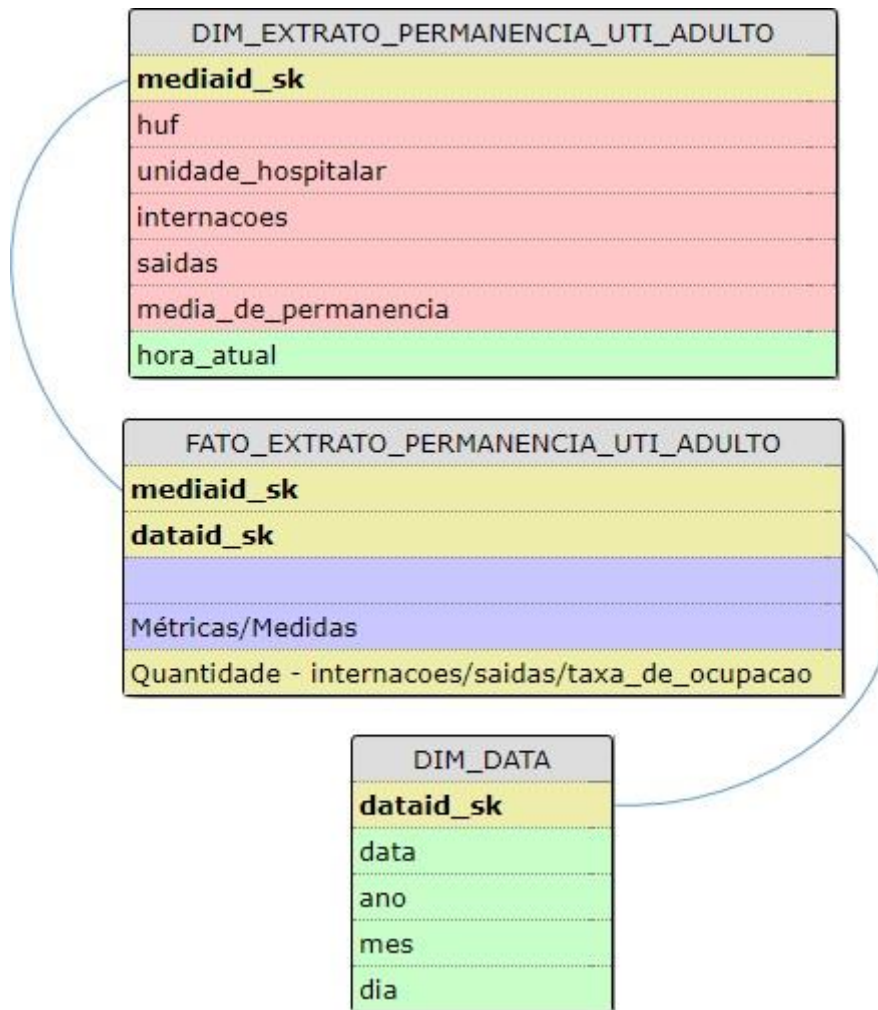 DIM_EXTRATO_PERMANENCIA_UTI_ADULTO
mediaid_sk
huf
unidade_hospitalar
internacoes
saidas
media_de_permanencia
hora_atual
FATO_EXTRATO_PERMANENCIA_UTI_ADULTO
mediaid_sk
dataid_sk
Métricas/Medidas
Quantidade - internacoes/saidas/taxa_de_ocupacao
DIM_DATA
dataid_sk
data
ano
mes
dia